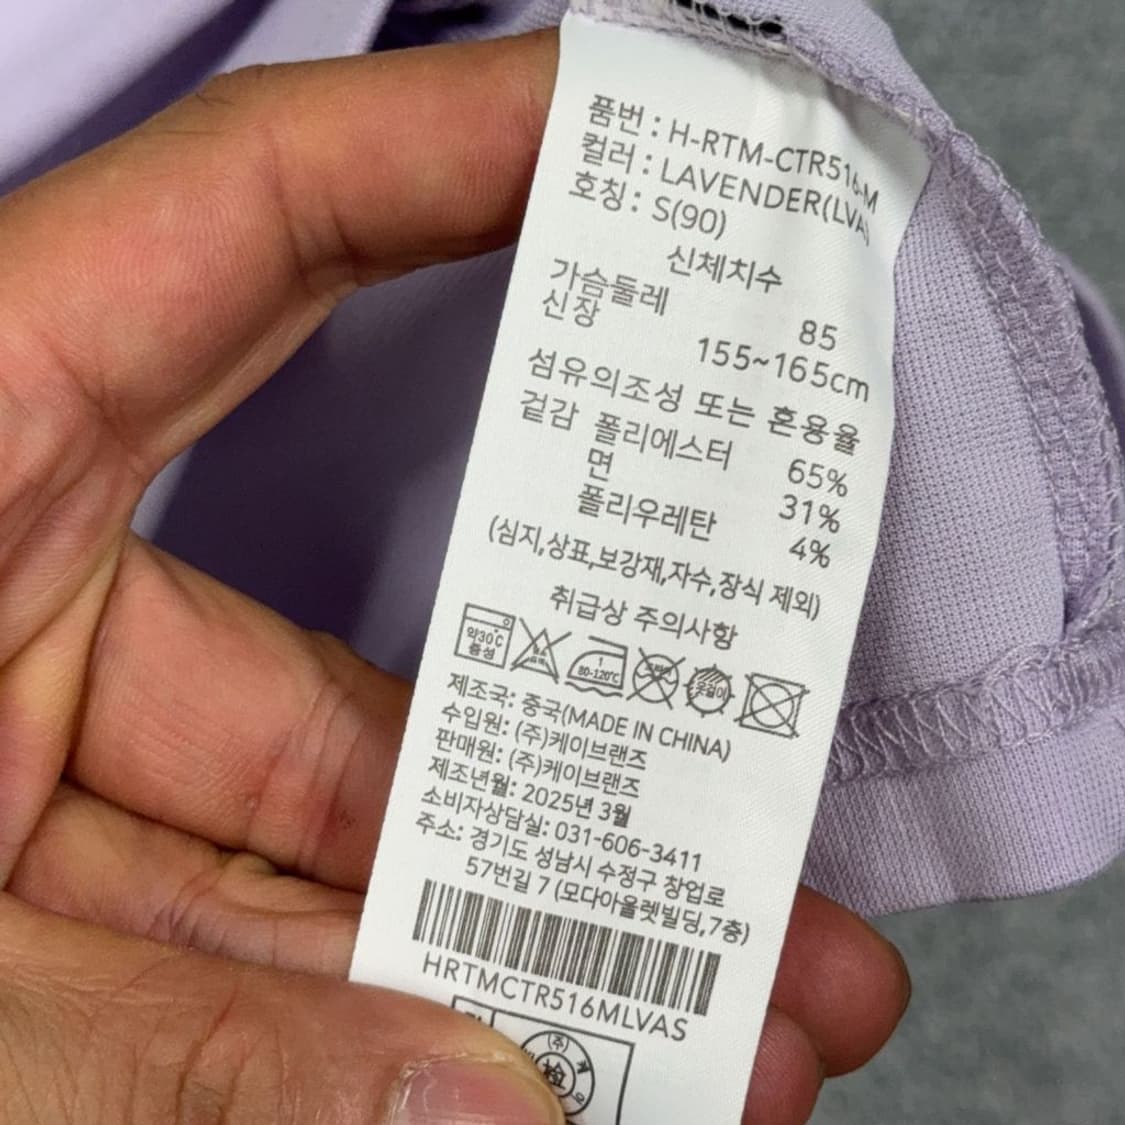 품번 : H-RTM-CTR516-M
컬러 : LAVENDER(LVA)
호칭 : S(90)
신체치수
가슴둘레 85
신장 155~165cm
섬유의조성 또는 혼용율
겉감 폴리에스터 65%
면 31%
폴리우레탄 4%
(심지,상표,보강재,자수,장식 제외)
취급상 주의사항
약30℃ 중성
80-120℃
옷걸이
제조국: 중국(MADE IN CHINA)
수입원: (주)케이브랜즈
판매원: (주)케이브랜즈
제조년월: 2025년 3월
소비자상담실: 031-606-3411
주소: 경기도 성남시 수정구 창업로
57번길 7 (모다아울렛빌딩,7층)
HRTMCTR516MLVAS
(주)
케
檢